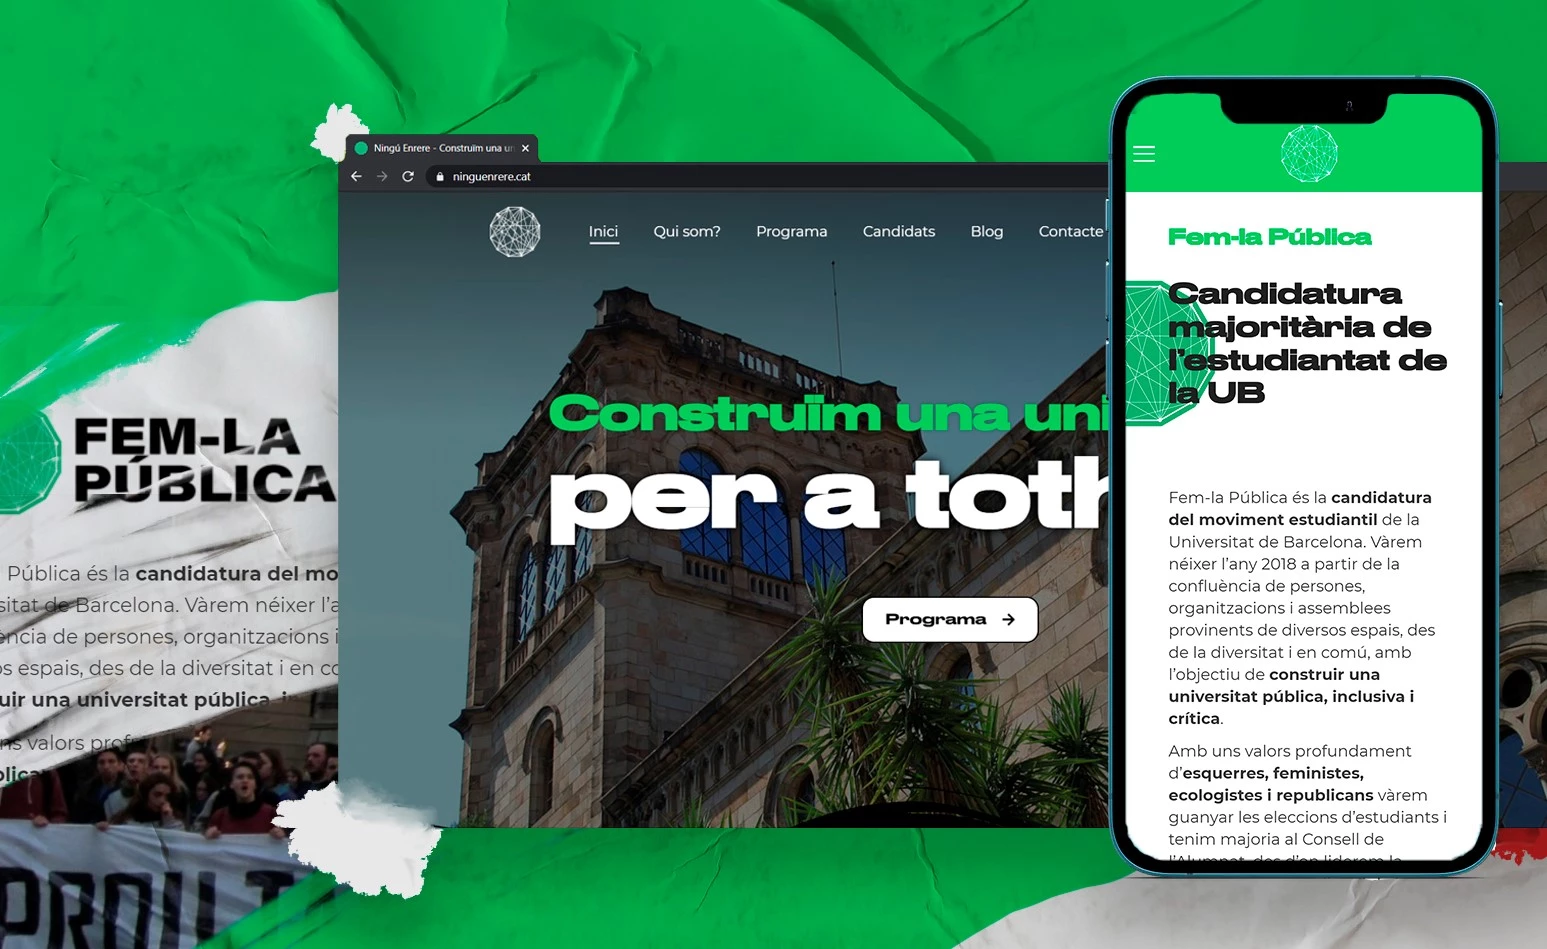 Ningú Enrere - Construïm una un
ninguenrere.cat
Inici Qui som? Programa Candidats Blog Contacte
Construïm una uni
per a toth
Programa →
FEM-LA
PÚBLICA
Pública és la candidatura del mo
sitat de Barcelona. Vàrem néixer l'a
ència de persones, organitzacions i
os espais, des de la diversitat i en co
uir una universitat pública, i
ns valors prof
blica
Fem-la Pública
Candidatura
majoritària de
l'estudiantat de
la UB
Fem-la Pública és la candidatura
del moviment estudiantil de la
Universitat de Barcelona. Vàrem
néixer l'any 2018 a partir de la
confluència de persones,
organitzacions i assemblees
provinents de diversos espais, des
de la diversitat i en comú, amb
l'objectiu de construir una
universitat pública, inclusiva i
crítica.
Amb uns valors profundament
d'esquerres, feministes,
ecologistes i republicans vàrem
guanyar les eleccions d'estudiants i
tenim majoria al Consell de
l'Alumnat, des d'on liderem la